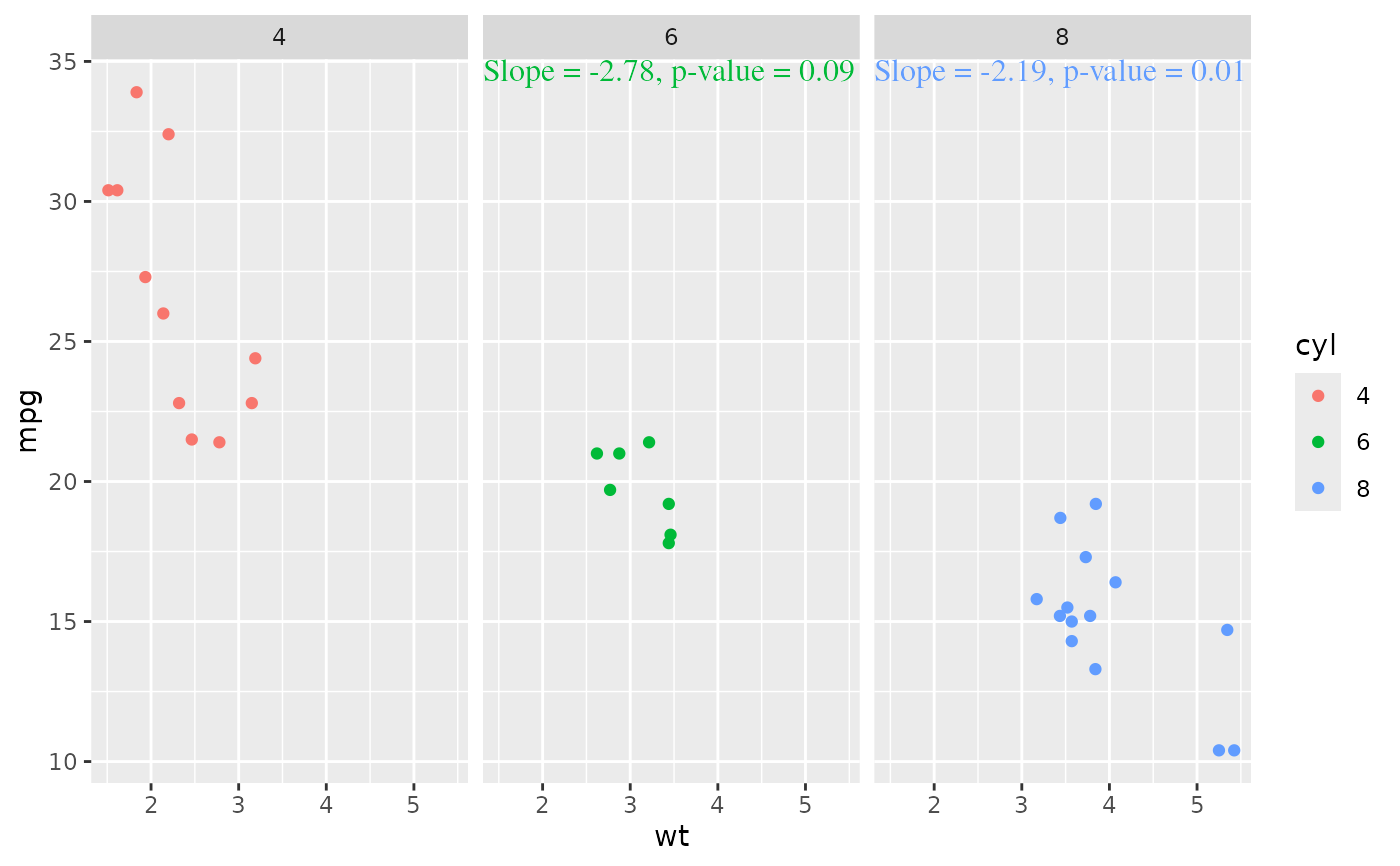 4 6 8
Slope = -2.78, p-value = 0.09 Slope = -2.19, p-value = 0.01
35
30
25
20
15
10
mpg
2 3 4 5 2 3 4 5 2 3 4 5
wt
cyl
4
6
8